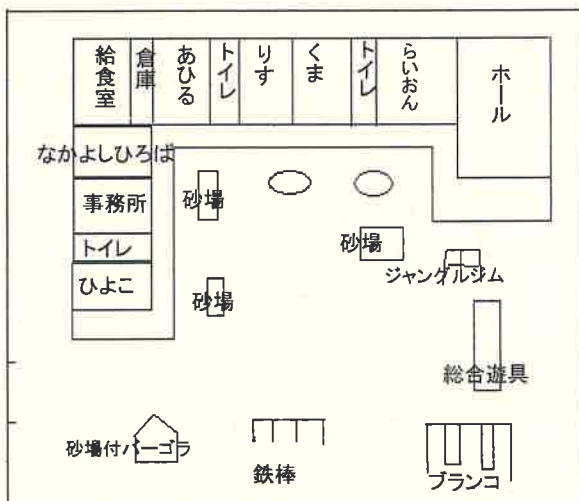 給食室
倉庫
あひる
トイレ
りす
くま
トイレ
らいおん
ホール
なかよしひろば
事務所
トイレ
ひよこ
砂場
砂場
砂場
ジャングルジム
総合遊具
砂場付パーゴラ
鉄棒
ブランコ